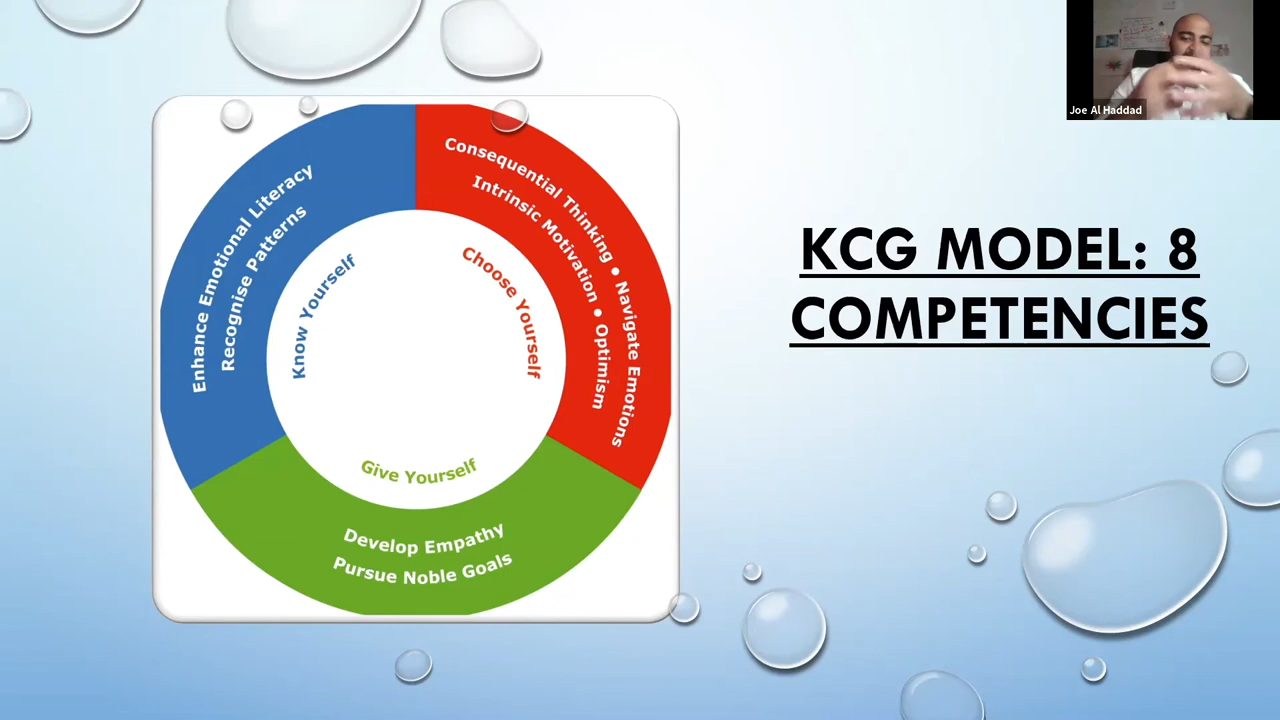 Joe Al Haddad
KCG MODEL: 8
COMPETENCIES
Enhance Emotional Literacy
Recognise Patterns
Know Yourself
Consequential Thinking • Navigate Emotions
Intrinsic Motivation • Optimism
Choose Yourself
Give Yourself
Develop Empathy
Pursue Noble Goals